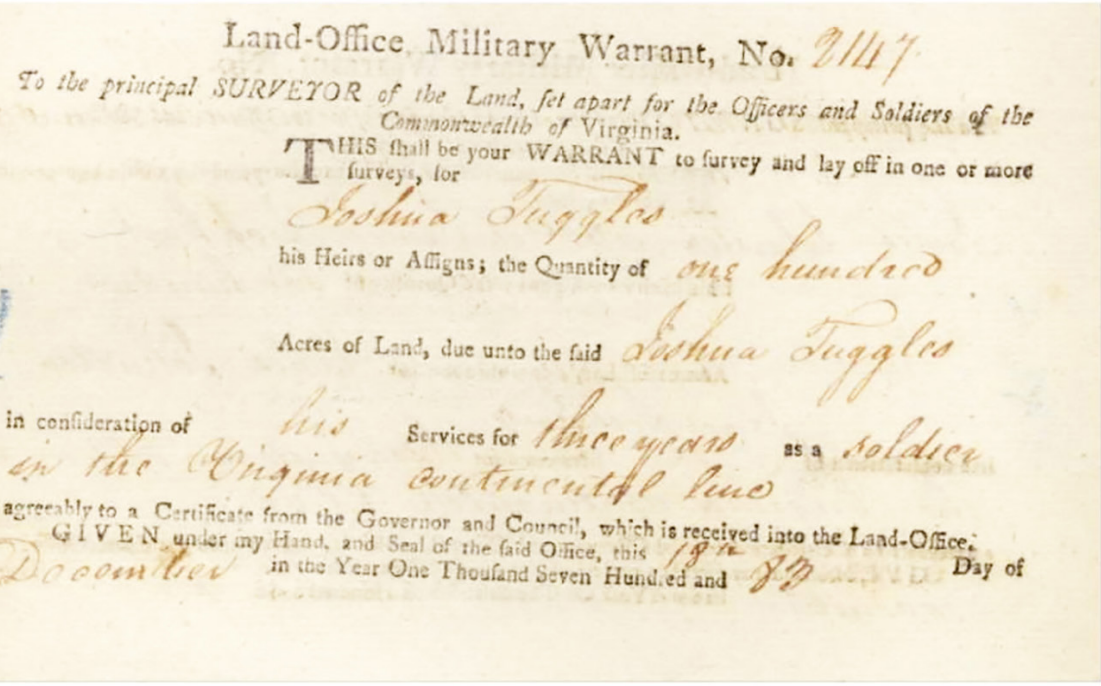 Land-Office Military Warrant, No. 2147
To the principal SURVEYOR of the Land, ſet apart for the Officers and Soldiers of the
Commonwealth of Virginia.
THIS ſhall be your WARRANT to ſurvey and lay off in one or more
ſurveys, for
Joshua Tuggles
his Heirs or Aſſigns; the Quantity of one hundred
Acres of Land, due unto the ſaid Joshua Tuggles
in conſideration of his Services for three years as a soldier
in the Virginia continental line
agreeably to a Certificate from the Governor and Council, which is received into the Land-Office.
GIVEN under my Hand, and Seal of the ſaid Office, this 18th Day of
December in the Year One Thouſand Seven Hundred and 83